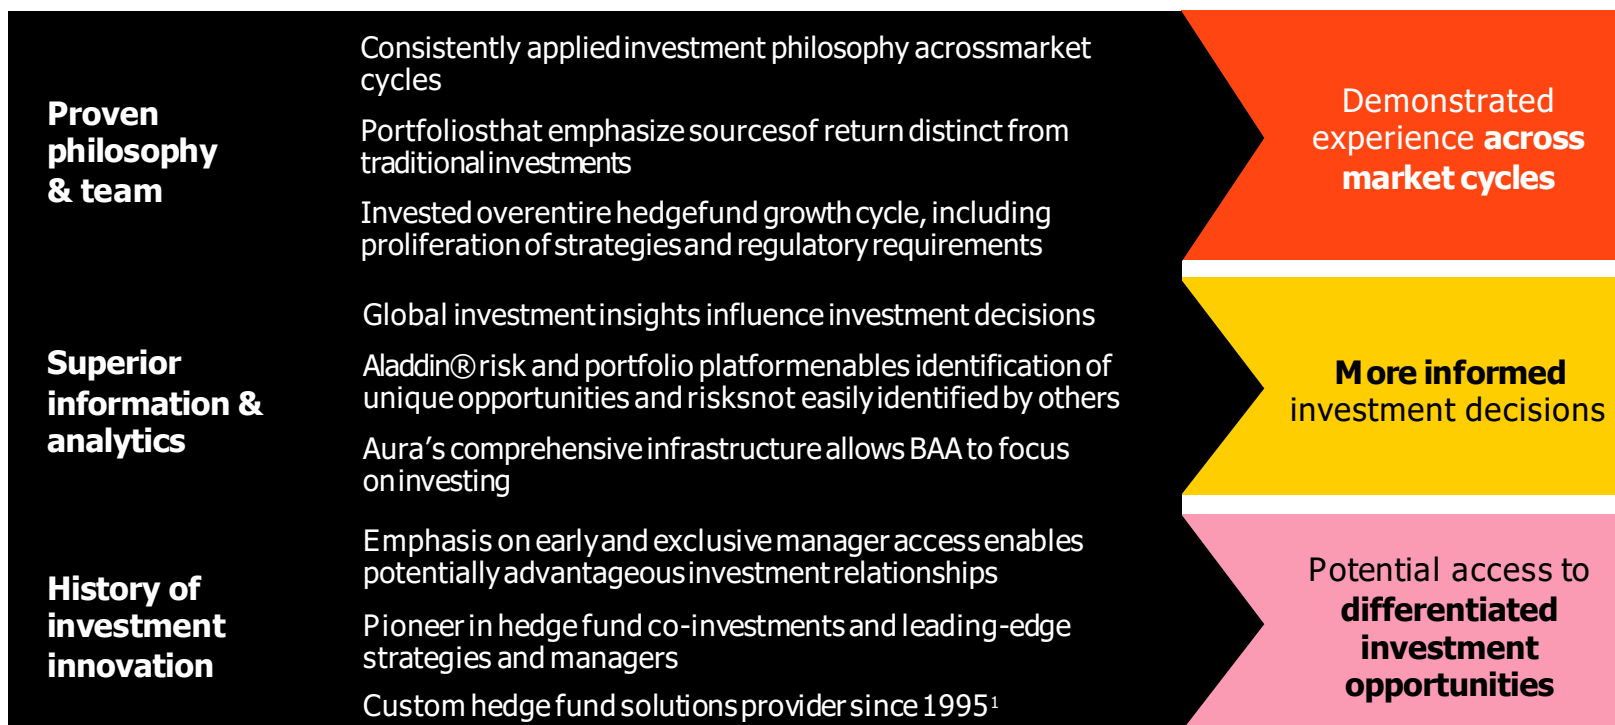 Proven
philosophy
& team
Consistently applied investment philosophy across market
cycles
Portfolios that emphasize sources of return distinct from
traditional investments
Invested over entire hedge fund growth cycle, including
proliferation of strategies and regulatory requirements
Demonstrated
experience across
market cycles
Superior
information &
analytics
Global investment insights influence investment decisions
Aladdin® risk and portfolio platform enables identification of
unique opportunities and risks not easily identified by others
Aura’s comprehensive infrastructure allows BAA to focus
on investing
More informed
investment decisions
History of
investment
innovation
Emphasis on early and exclusive manager access enables
potentially advantageous investment relationships
Pioneer in hedge fund co-investments and leading-edge
strategies and managers
Custom hedge fund solutions provider since 1995¹
Potential access to
differentiated
investment
opportunities